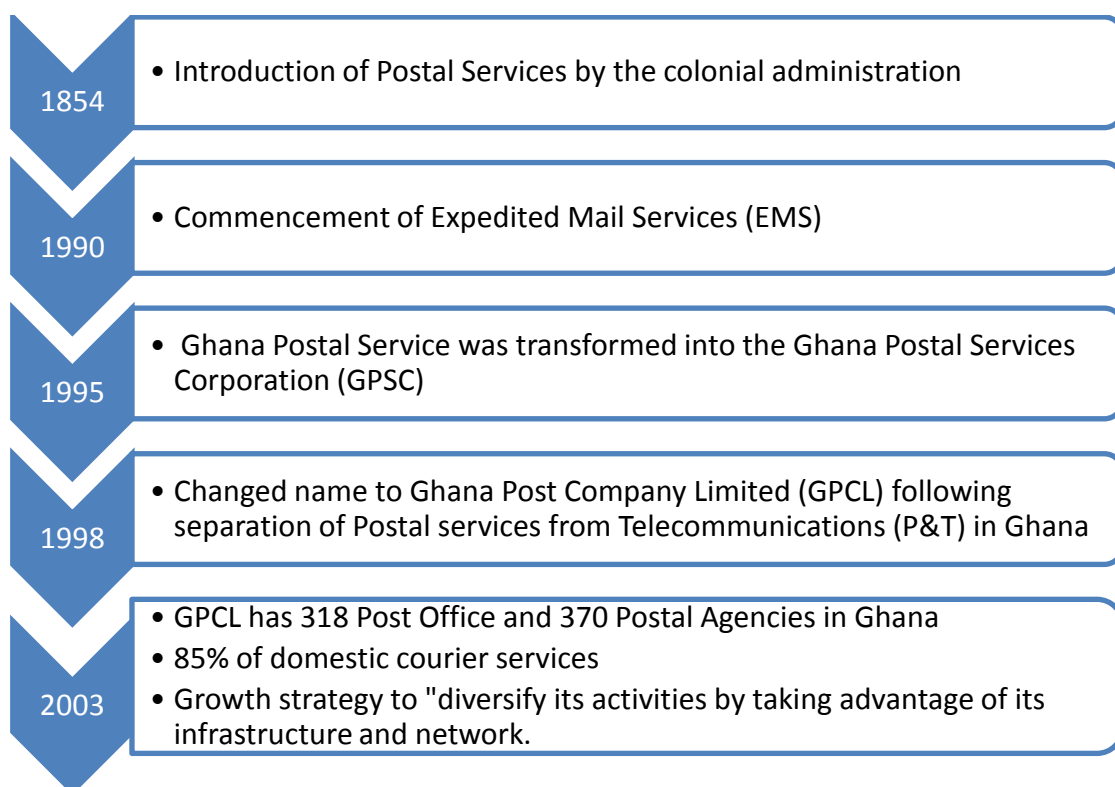 1854
• Introduction of Postal Services by the colonial administration
1990
• Commencement of Expedited Mail Services (EMS)
1995
• Ghana Postal Service was transformed into the Ghana Postal Services
Corporation (GPSC)
1998
• Changed name to Ghana Post Company Limited (GPCL) following
separation of Postal services from Telecommunications (P&T) in Ghana
2003
• GPCL has 318 Post Office and 370 Postal Agencies in Ghana
• 85% of domestic courier services
• Growth strategy to "diversify its activities by taking advantage of its
infrastructure and network.